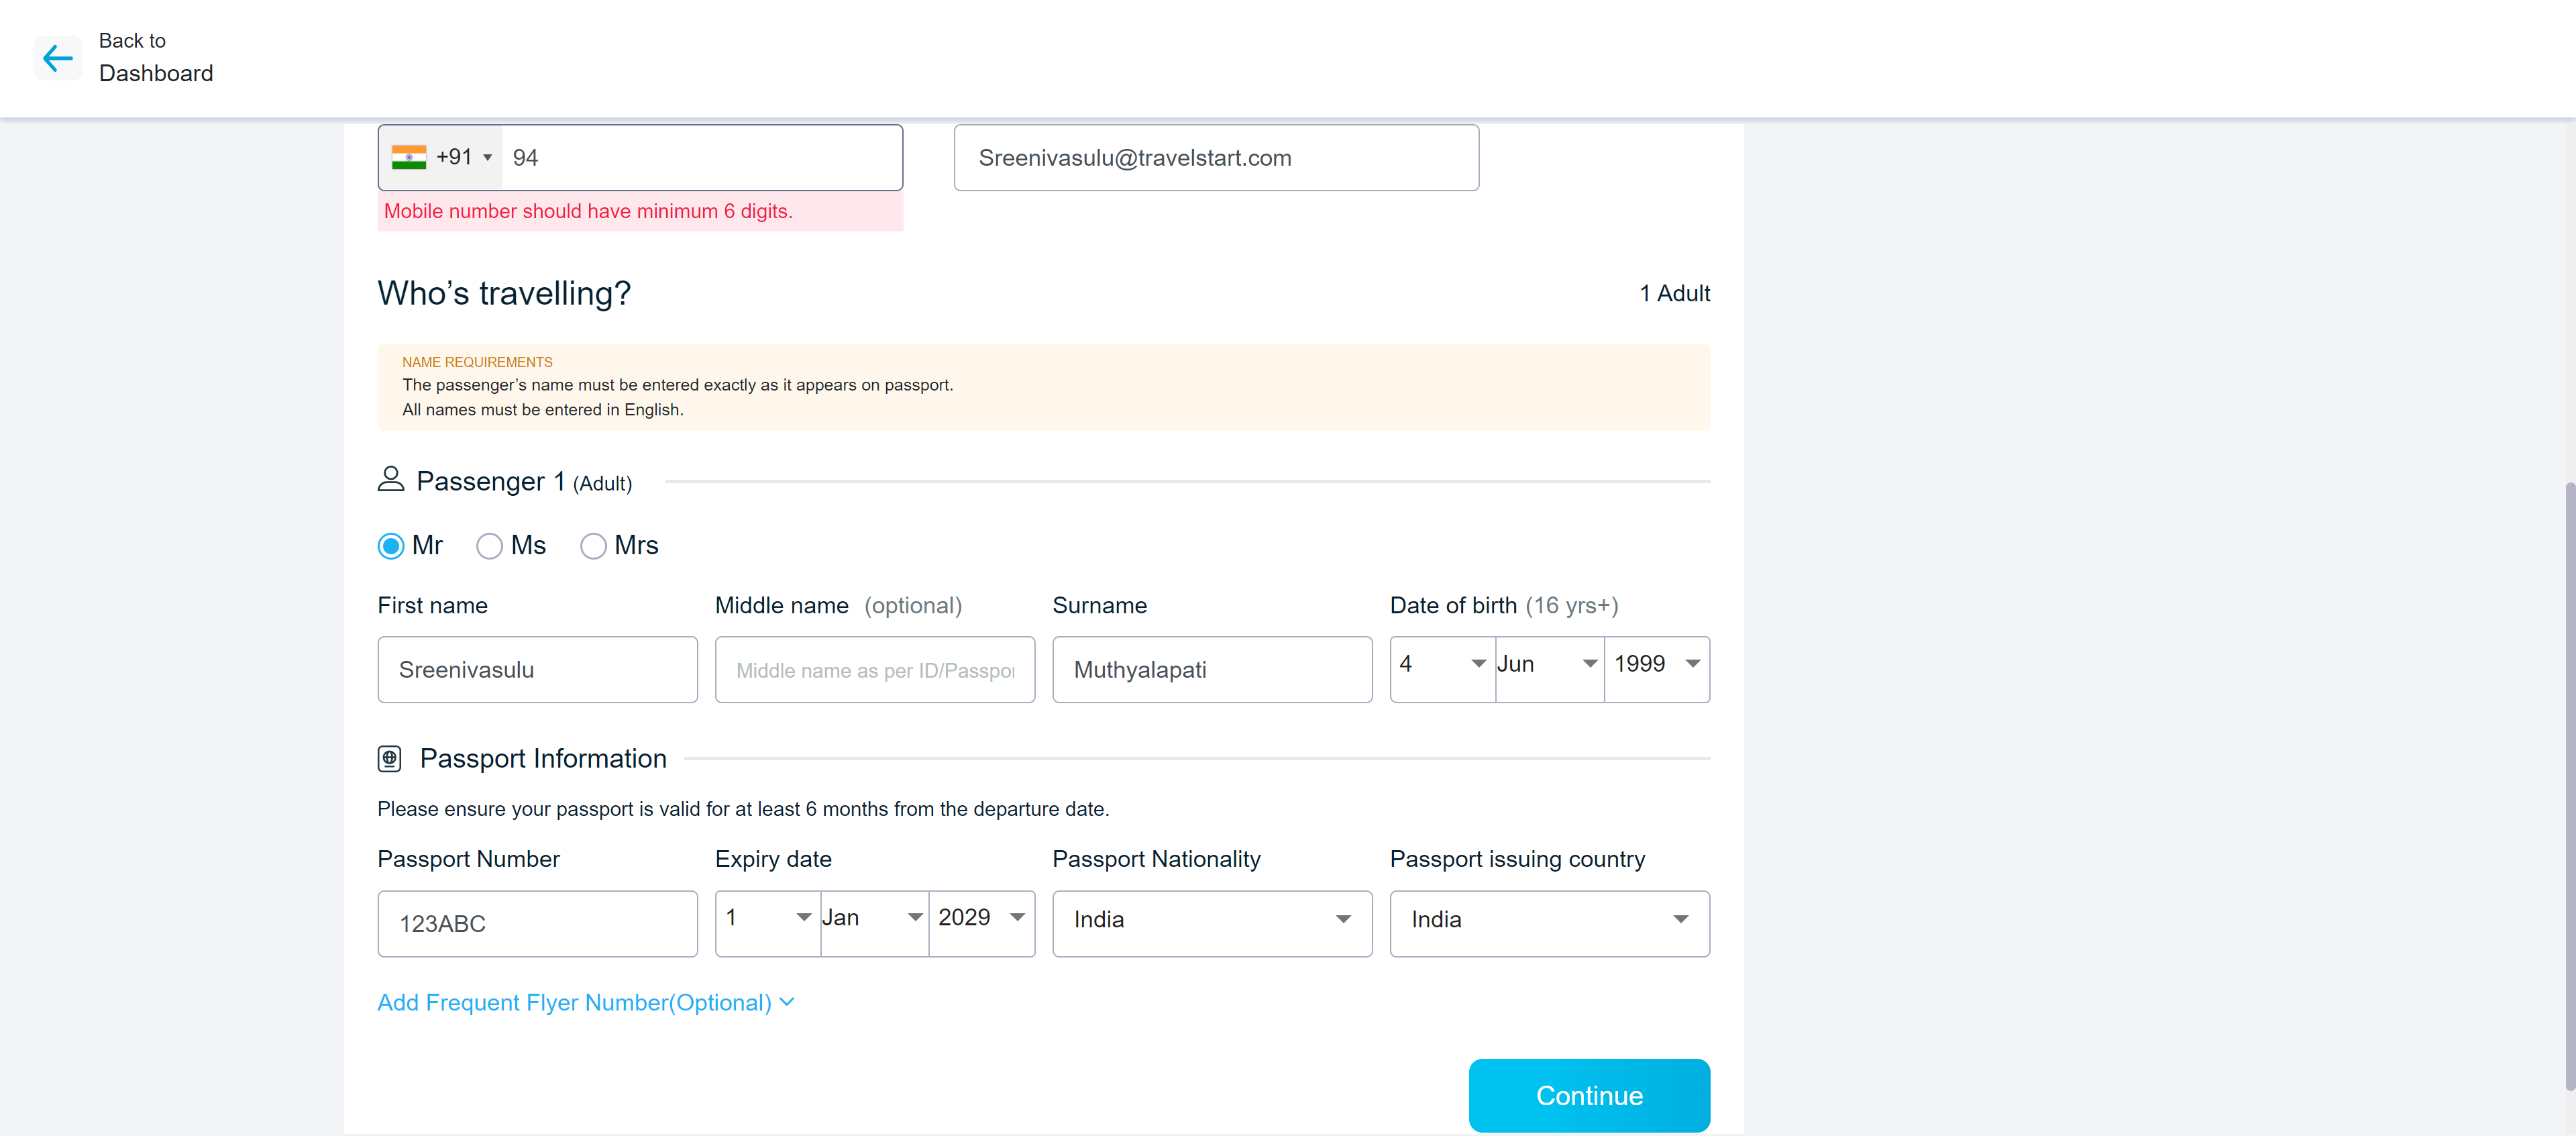 Back to
Dashboard
+91 94
Sreenivasulu@travelstart.com
Mobile number should have minimum 6 digits.
Who’s travelling?
1 Adult
NAME REQUIREMENTS
The passenger’s name must be entered exactly as it appears on passport.
All names must be entered in English.
Passenger 1 (Adult)
Mr Ms Mrs
First name Middle name (optional) Surname Date of birth (16 yrs+)
Sreenivasulu Middle name as per ID/Passpor Muthyalapati 4 Jun 1999
Passport Information
Please ensure your passport is valid for at least 6 months from the departure date.
Passport Number Expiry date Passport Nationality Passport issuing country
123ABC 1 Jan 2029 India India
Add Frequent Flyer Number(Optional)
Continue